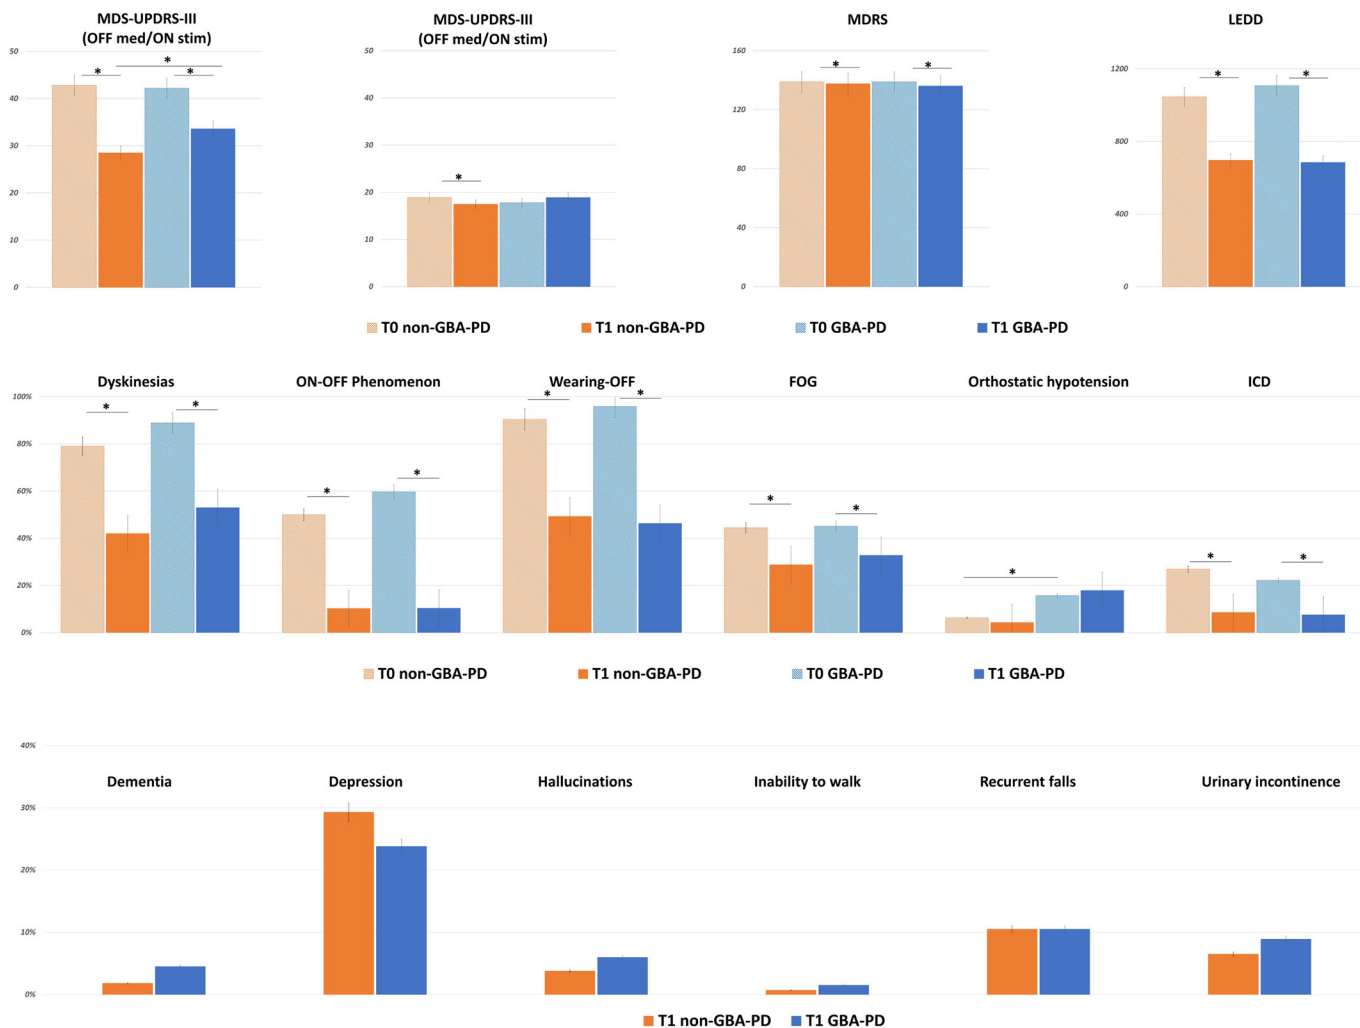 MDS-UPDRS-III
(OFF med/ON stim)
MDS-UPDRS-III
(OFF med/ON stim)
MDRS
LEDD
50
40
30
20
10
0
*
*
*
50
40
30
20
10
0
*
160
120
80
40
0
*
*
1200
800
400
0
*
*
T0 non-GBA-PD
T1 non-GBA-PD
T0 GBA-PD
T1 GBA-PD
Dyskinesias
ON-OFF Phenomenon
Wearing-OFF
FOG
Orthostatic hypotension
ICD
100%
80%
60%
40%
20%
0%
*
*
*
*
*
*
*
*
*
*
*
T0 non-GBA-PD
T1 non-GBA-PD
T0 GBA-PD
T1 GBA-PD
40%
30%
20%
10%
0%
Dementia
Depression
Hallucinations
Inability to walk
Recurrent falls
Urinary incontinence
T1 non-GBA-PD
T1 GBA-PD